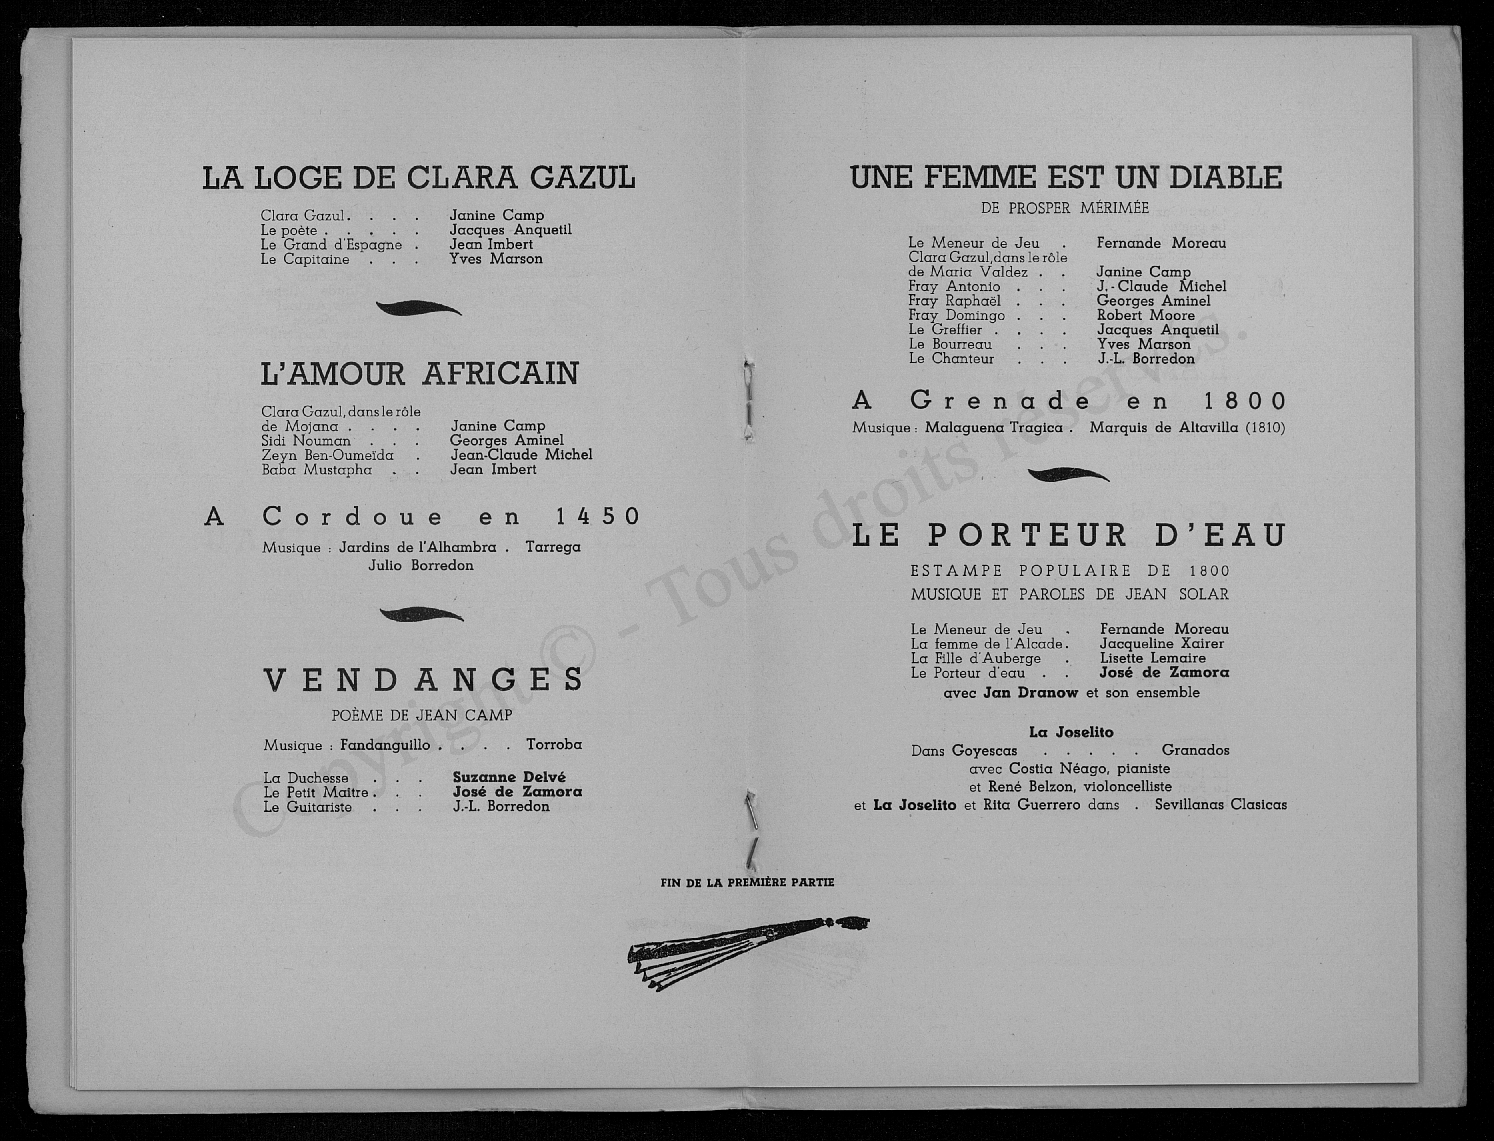 LA LOGE DE CLARA GAZUL
Clara Gazul. . . . Janine Camp
Le poète . . . . . Jacques Anquetil
Le Grand d'Espagne . Jean Imbert
Le Capitaine . . . Yves Marson
L'AMOUR AFRICAIN
Clara Gazul, dans le rôle
de Mojana . . . . Janine Camp
Sidi Nouman . . . Georges Aminel
Zeyn Ben-Oumeïda . Jean-Claude Michel
Baba Mustapha . . Jean Imbert
A Cordoue en 1450
Musique : Jardins de l'Alhambra . Tarrega
Julio Borredon
VENDANGES
POÈME DE JEAN CAMP
Musique : Fandanguillo . . . . Torroba
La Duchesse . . . Suzanne Delvé
Le Petit Maître . . . José de Zamora
Le Guitariste . . . J.-L. Borredon
UNE FEMME EST UN DIABLE
DE PROSPER MÉRIMÉE
Le Meneur de Jeu . Fernande Moreau
Clara Gazul, dans le rôle
de Maria Valdez . . Janine Camp
Fray Antonio . . . J.-Claude Michel
Fray Raphaël . . . Georges Aminel
Fray Domingo . . . Robert Moore
Le Greffier . . . . Jacques Anquetil
Le Bourreau . . . Yves Marson
Le Chanteur . . . J.-L. Borredon
A Grenade en 1800
Musique : Malaguena Tragica . Marquis de Altavilla (1810)
LE PORTEUR D'EAU
ESTAMPE POPULAIRE DE 1800
MUSIQUE ET PAROLES DE JEAN SOLAR
Le Meneur de Jeu . Fernande Moreau
La femme de l'Alcade. Jacqueline Xairer
La Fille d'Auberge . Lisette Lemaire
Le Porteur d'eau . . José de Zamora
avec Jan Dranow et son ensemble
La Joselito
Dans Goyescas . . . . . Granados
avec Costia Néago, pianiste
et René Belzon, violoncelliste
et La Joselito et Rita Guerrero dans . Sevillanas Clasicas
FIN DE LA PREMIÈRE PARTIE
Copyright © - Tous droits réservés.